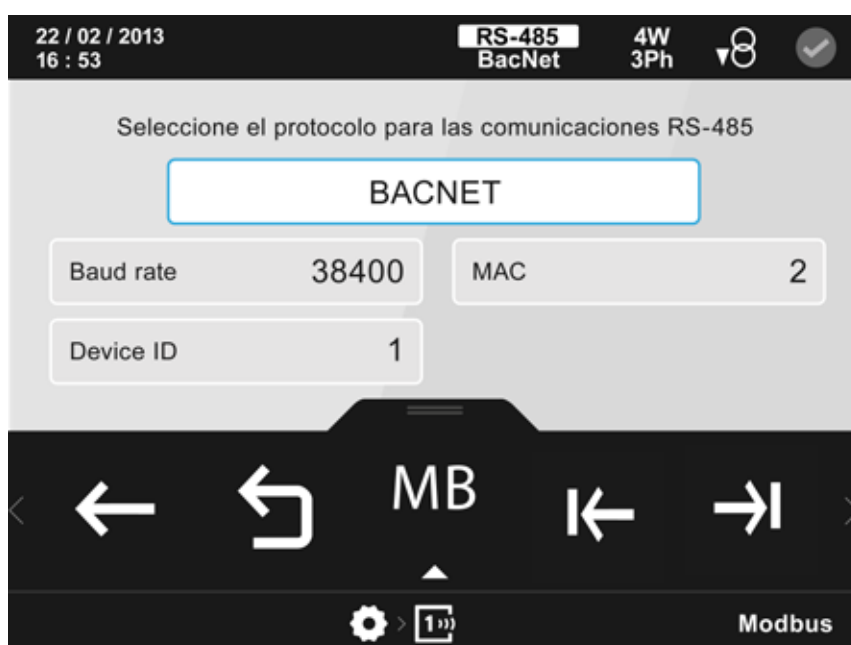 22 / 02 / 2013
16 : 53
RS-485
BacNet
4W
3Ph
Seleccione el protocolo para las comunicaciones RS-485
BACNET
Baud rate 38400
MAC 2
Device ID 1
MB
1
Modbus